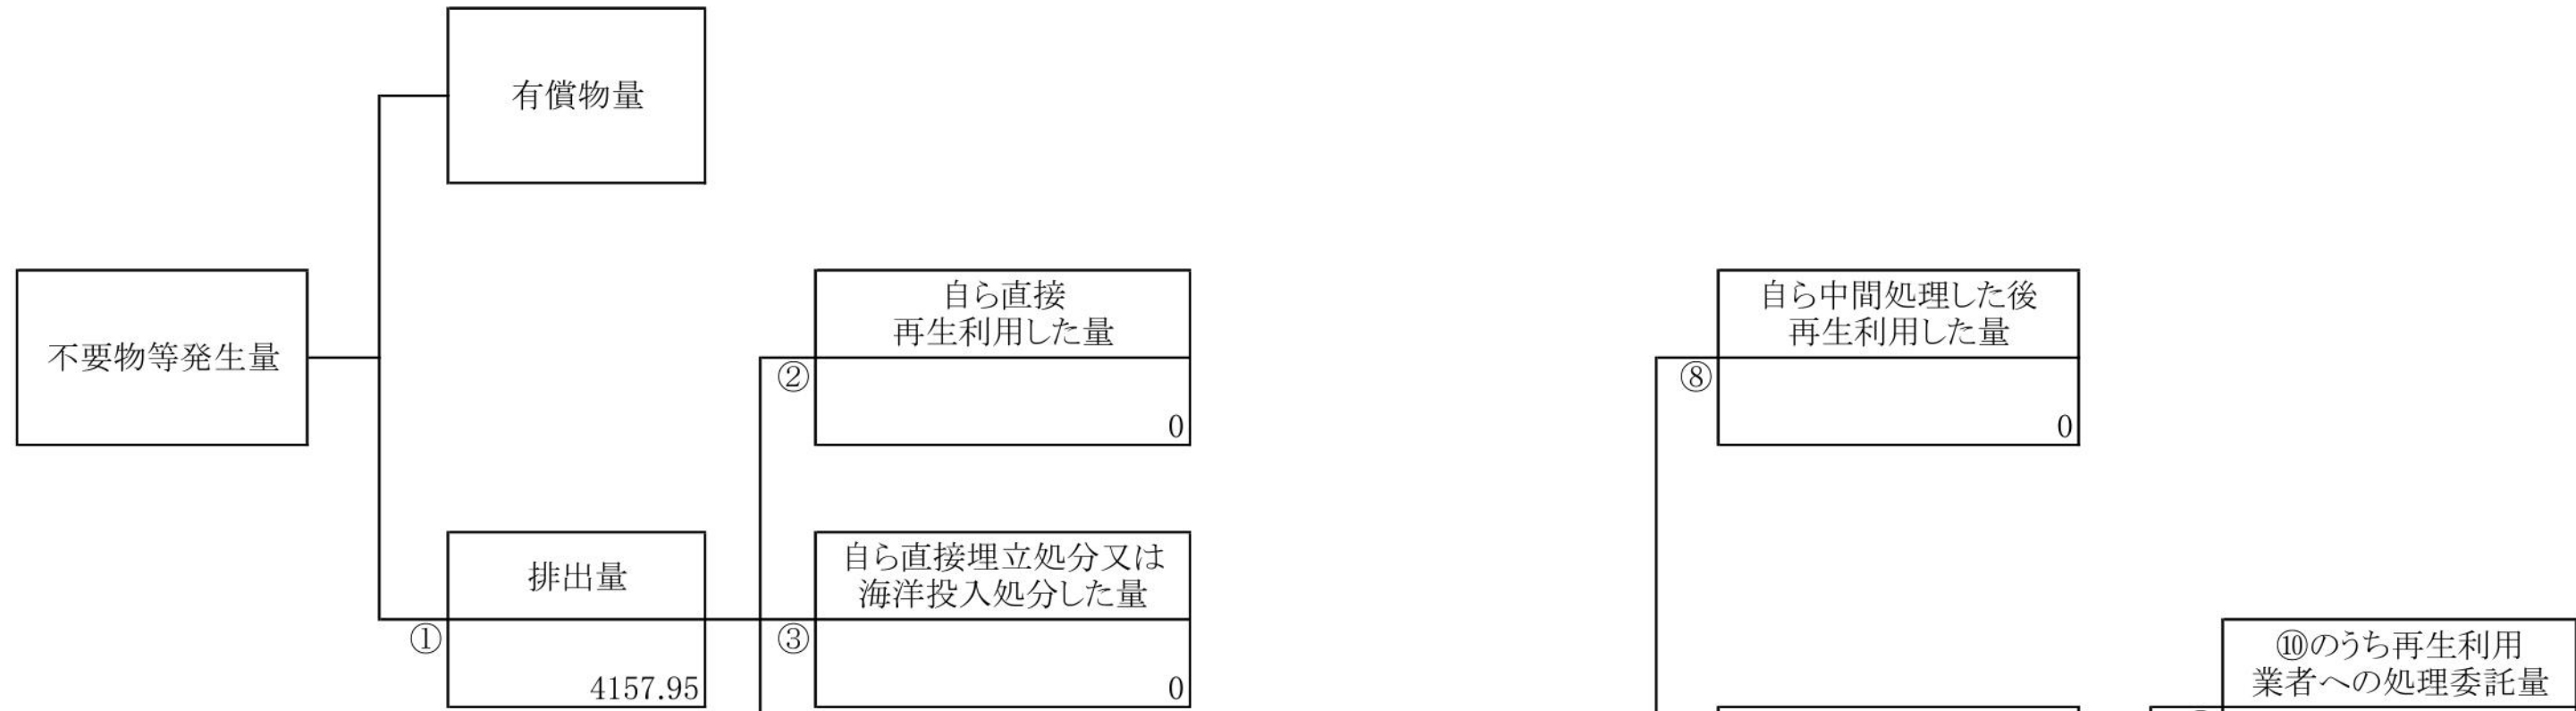 有償物量
不要物等発生量
自ら直接
再生利用した量
②
0
自ら中間処理した後
再生利用した量
⑧
0
排出量
①
4157.95
自ら直接埋立処分又は
海洋投入処分した量
③
0
⑩のうち再生利用
業者への処理委託量